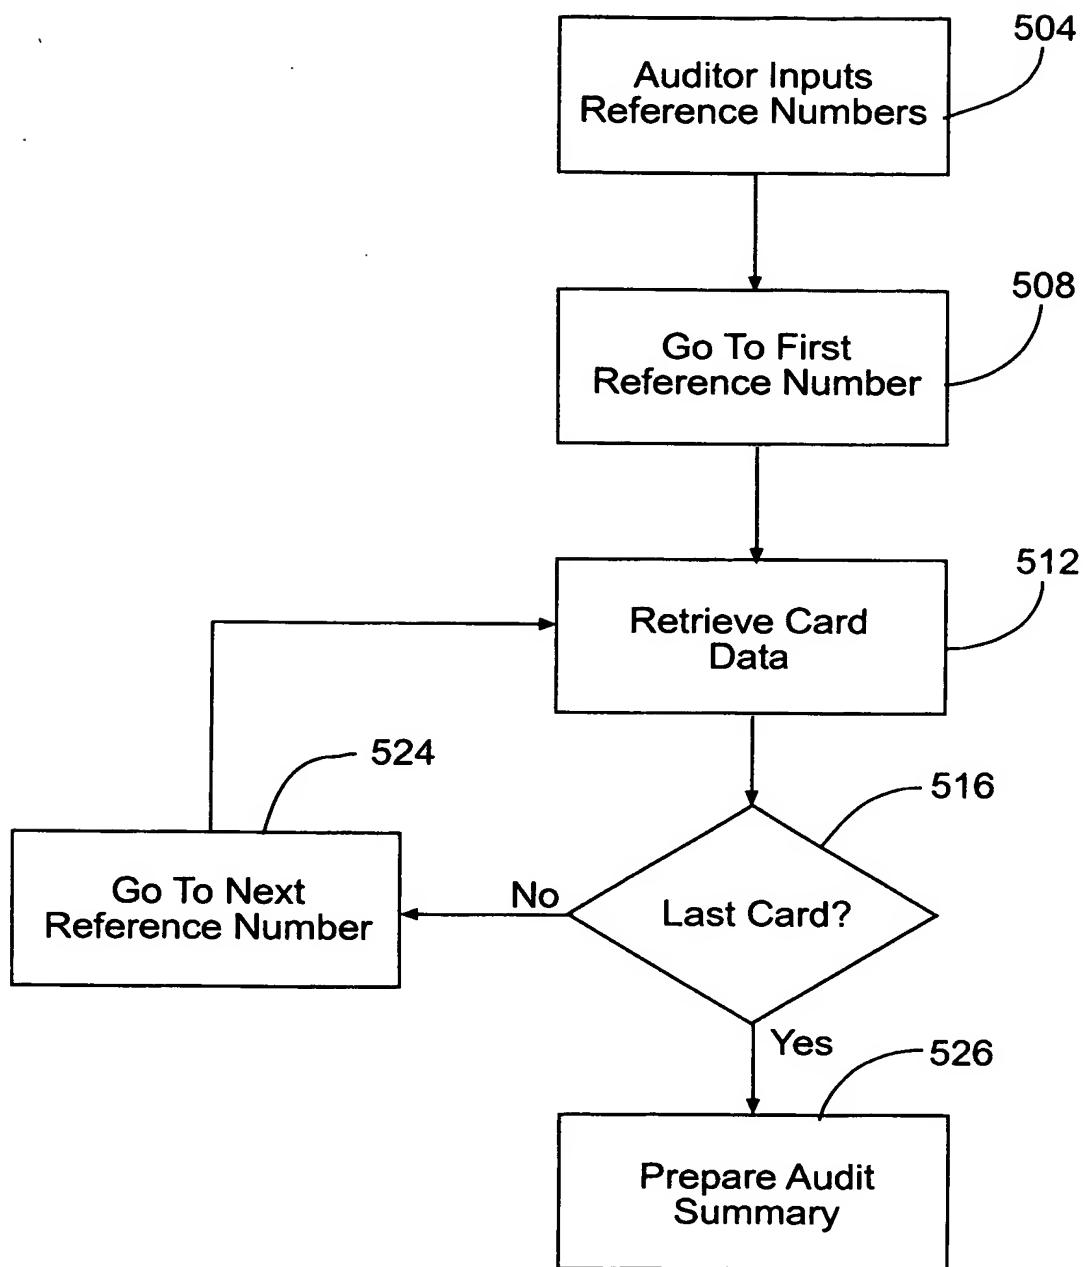 504
Auditor Inputs
Reference Numbers
508
Go To First
Reference Number
512
Retrieve Card
Data
524
516
Go To Next
Reference Number
No
Last Card?
Yes
526
Prepare Audit
Summary